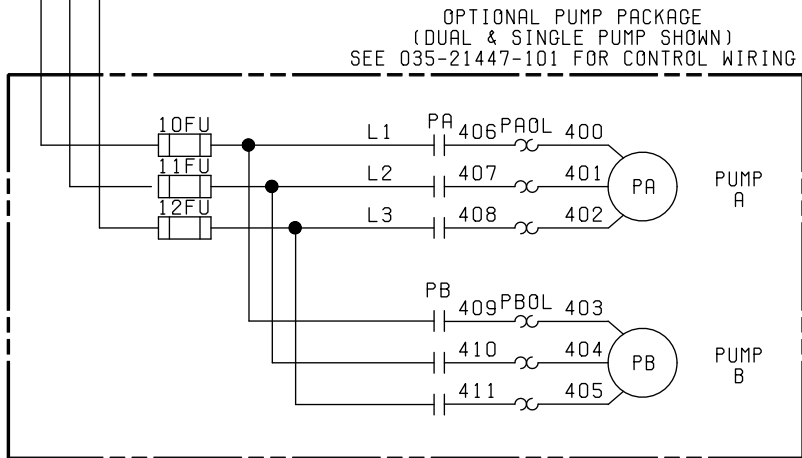 OPTIONAL PUMP PACKAGE
(DUAL & SINGLE PUMP SHOWN)
SEE 035-21447-101 FOR CONTROL WIRING
10FU L1 PA 406 PAOL 400
11FU L2 407 401 PA PUMP A
12FU L3 408 402
PB 409 PBOL 403
410 404 PB PUMP B
411 405